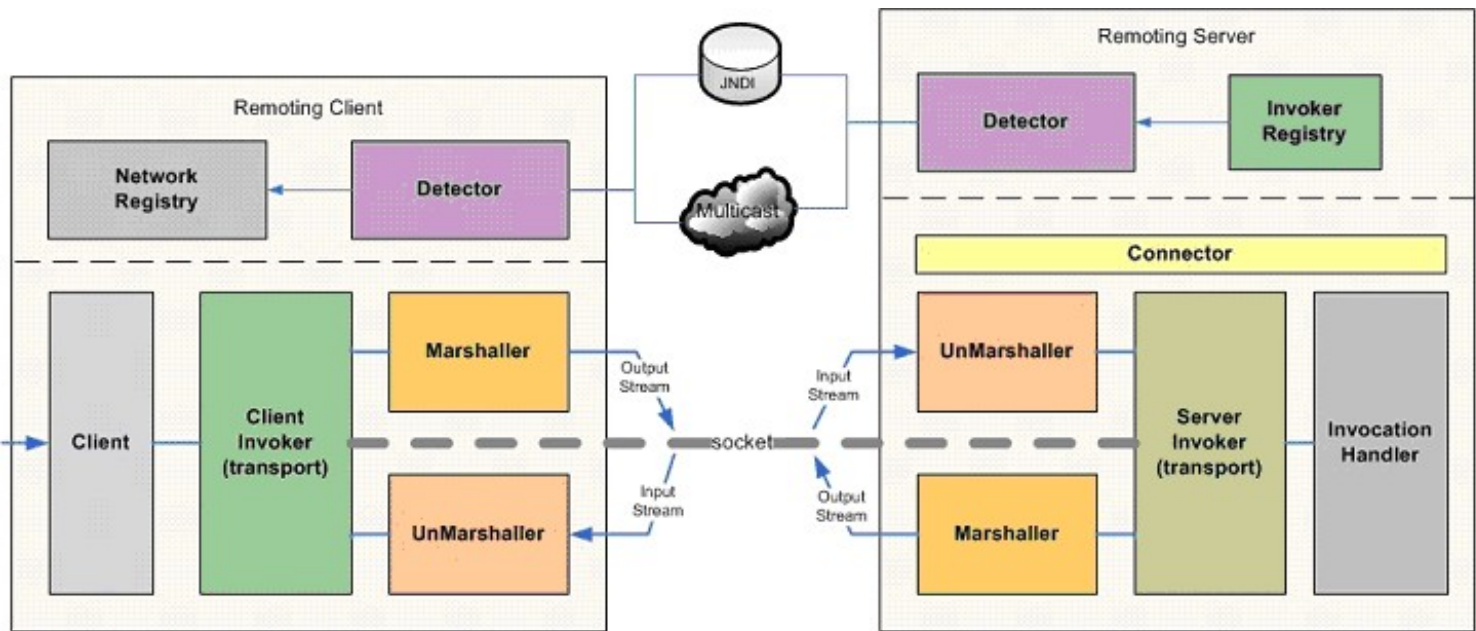 Remoting Server
JNDI
Detector
Invoker
Registry
Remoting Client
Network
Registry
Detector
Multicast
Connector
Marshaller
UnMarshaller
Output
Stream
Input
Stream
Client
Client
Invoker
(transport)
socket
Server
Invoker
(transport)
Invocation
Handler
UnMarshaller
Input
Stream
Output
Stream
Marshaller